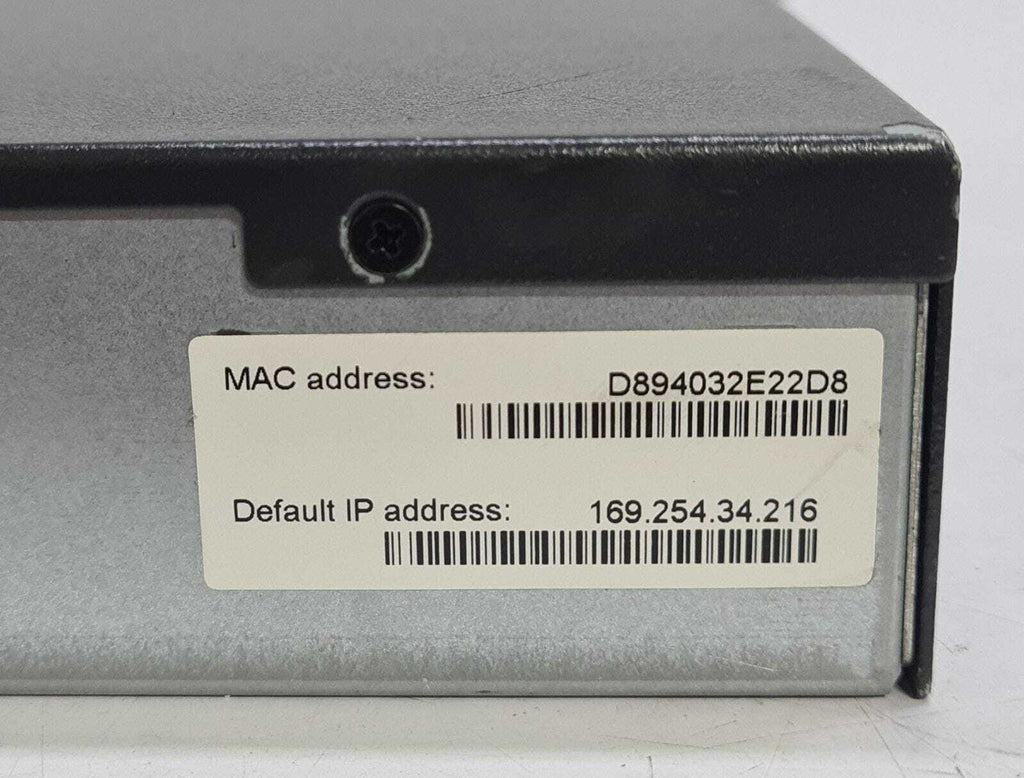 MAC address: D894032E22D8
Default IP address: 169.254.34.216